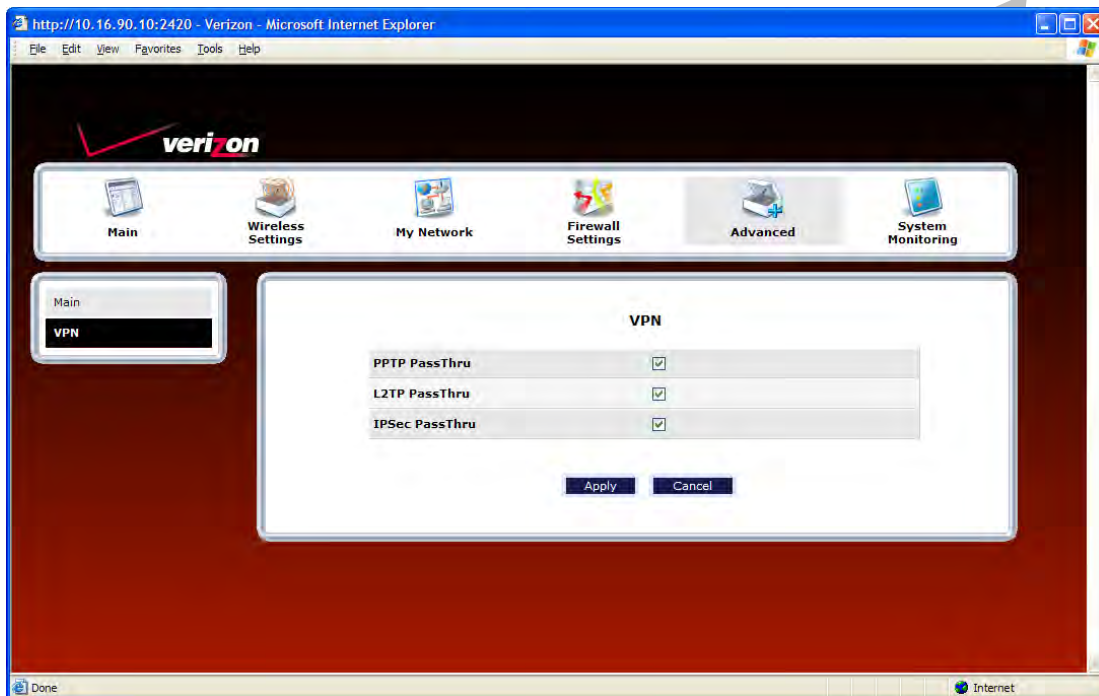 http://10.16.90.10:2420 - Verizon - Microsoft Internet Explorer
File Edit View Favorites Tools Help
verizon
Main
Wireless Settings
My Network
Firewall Settings
Advanced
System Monitoring
Main
VPN
VPN
PPTP PassThru
L2TP PassThru
IPSec PassThru
Apply Cancel
Done Internet